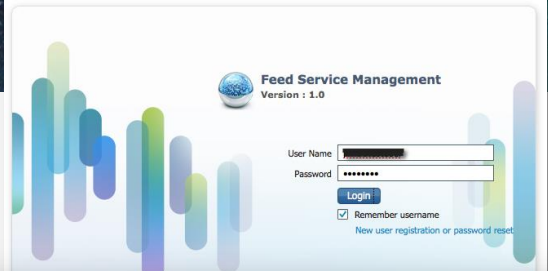 Feed Service Management
Version : 1.0
User Name
Password ••••••••
Login
Remember username
New user registration or password reset